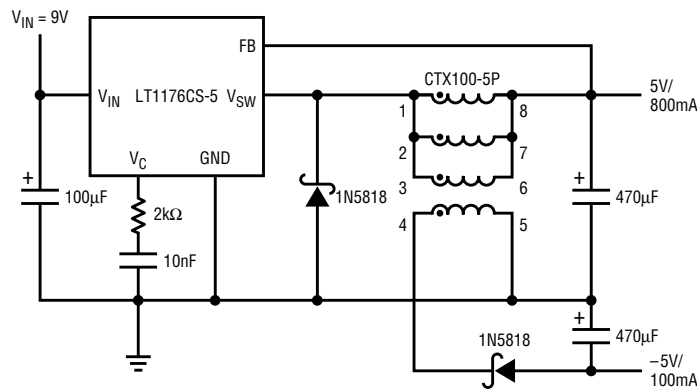 VIN = 9V
FB
CTX100-5P
VIN
LT1176CS-5
VSW
5V/
800mA
1
8
2
7
VC
GND
3
6
+
100µF
2kΩ
1N5818
+
470µF
4
5
10nF
1N5818
+
470µF
–5V/
100mA